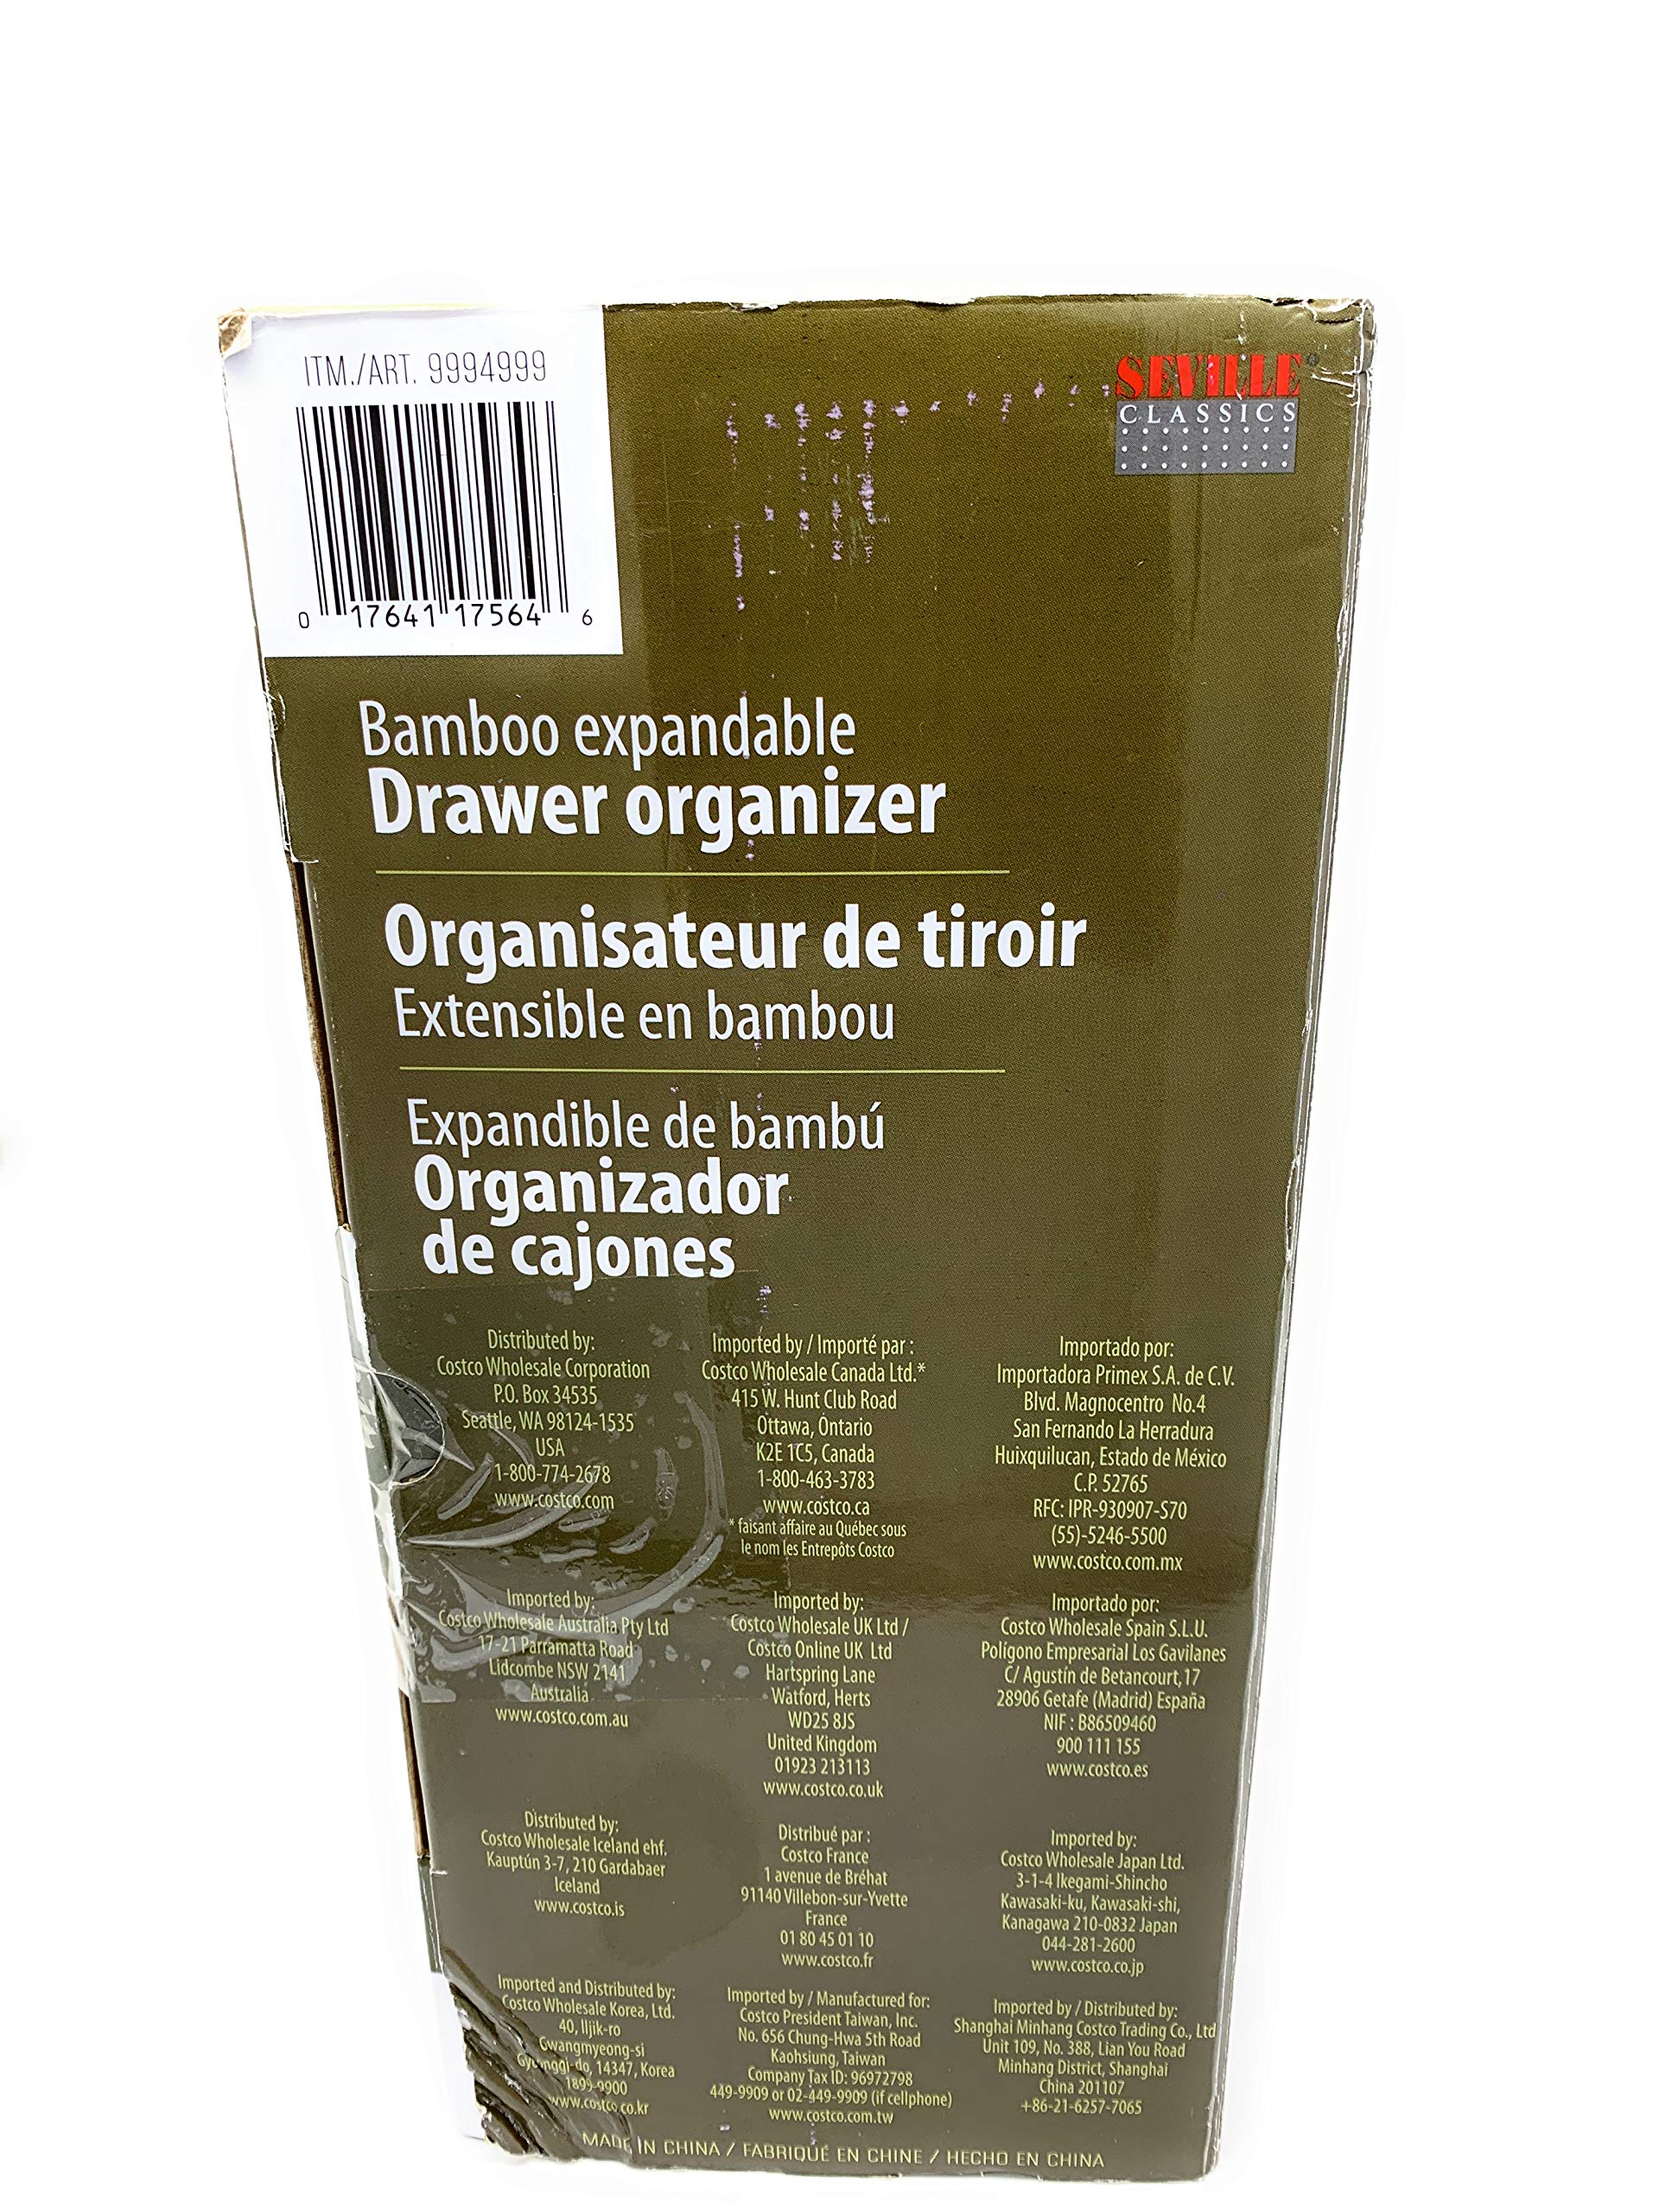 ITM./ART. 9994999
0 17641 17564 6
SEVILLE®
CLASSICS
Bamboo expandable
Drawer organizer
Organisateur de tiroir
Extensible en bambou
Expandible de bambú
Organizador
de cajones
Distributed by:
Costco Wholesale Corporation
P.O. Box 34535
Seattle, WA 98124-1535
USA
1-800-774-2678
www.costco.com
Imported by / Importé par :
Costco Wholesale Canada Ltd.*
415 W. Hunt Club Road
Ottawa, Ontario
K2E 1C5, Canada
1-800-463-3783
www.costco.ca
* faisant affaire au Québec sous
le nom les Entrepôts Costco
Importado por:
Importadora Primex S.A. de C.V.
Blvd. Magnocentro No.4
San Fernando La Herradura
Huixquilucan, Estado de México
C.P. 52765
RFC: IPR-930907-S70
(55)-5246-5500
www.costco.com.mx
Imported by:
Costco Wholesale Australia Pty Ltd
17-21 Parramatta Road
Lidcombe NSW 2141
Australia
www.costco.com.au
Imported by:
Costco Wholesale UK Ltd /
Costco Online UK Ltd
Hartspring Lane
Watford, Herts
WD25 8JS
United Kingdom
01923 213113
www.costco.co.uk
Importado por:
Costco Wholesale Spain S.L.U.
Polígono Empresarial Los Gavilanes
C/ Agustín de Betancourt,17
28906 Getafe (Madrid) España
NIF : B86509460
900 111 155
www.costco.es
Distributed by:
Costco Wholesale Iceland ehf.
Kauptún 3-7, 210 Gardabaer
Iceland
www.costco.is
Distribué par :
Costco France
1 avenue de Bréhat
91140 Villebon-sur-Yvette
France
01 80 45 01 10
www.costco.fr
Imported by:
Costco Wholesale Japan Ltd.
3-1-4 Ikegami-Shincho
Kawasaki-ku, Kawasaki-shi,
Kanagawa 210-0832 Japan
044-281-2600
www.costco.co.jp
Imported and Distributed by:
Costco Wholesale Korea, Ltd.
40, Iljik-ro
Gwangmyeong-si
Gyeonggi-do, 14347, Korea
1899-9900
www.costco.co.kr
Imported by / Manufactured for:
Costco President Taiwan, Inc.
No. 656 Chung-Hwa 5th Road
Kaohsiung, Taiwan
Company Tax ID: 96972798
449-9909 or 02-449-9909 (if cellphone)
www.costco.com.tw
Imported by / Distributed by:
Shanghai Minhang Costco Trading Co., Ltd
Unit 109, No. 388, Lian You Road
Minhang District, Shanghai
China 201107
+86-21-6257-7065
MADE IN CHINA / FABRIQUÉ EN CHINE / HECHO EN CHINA